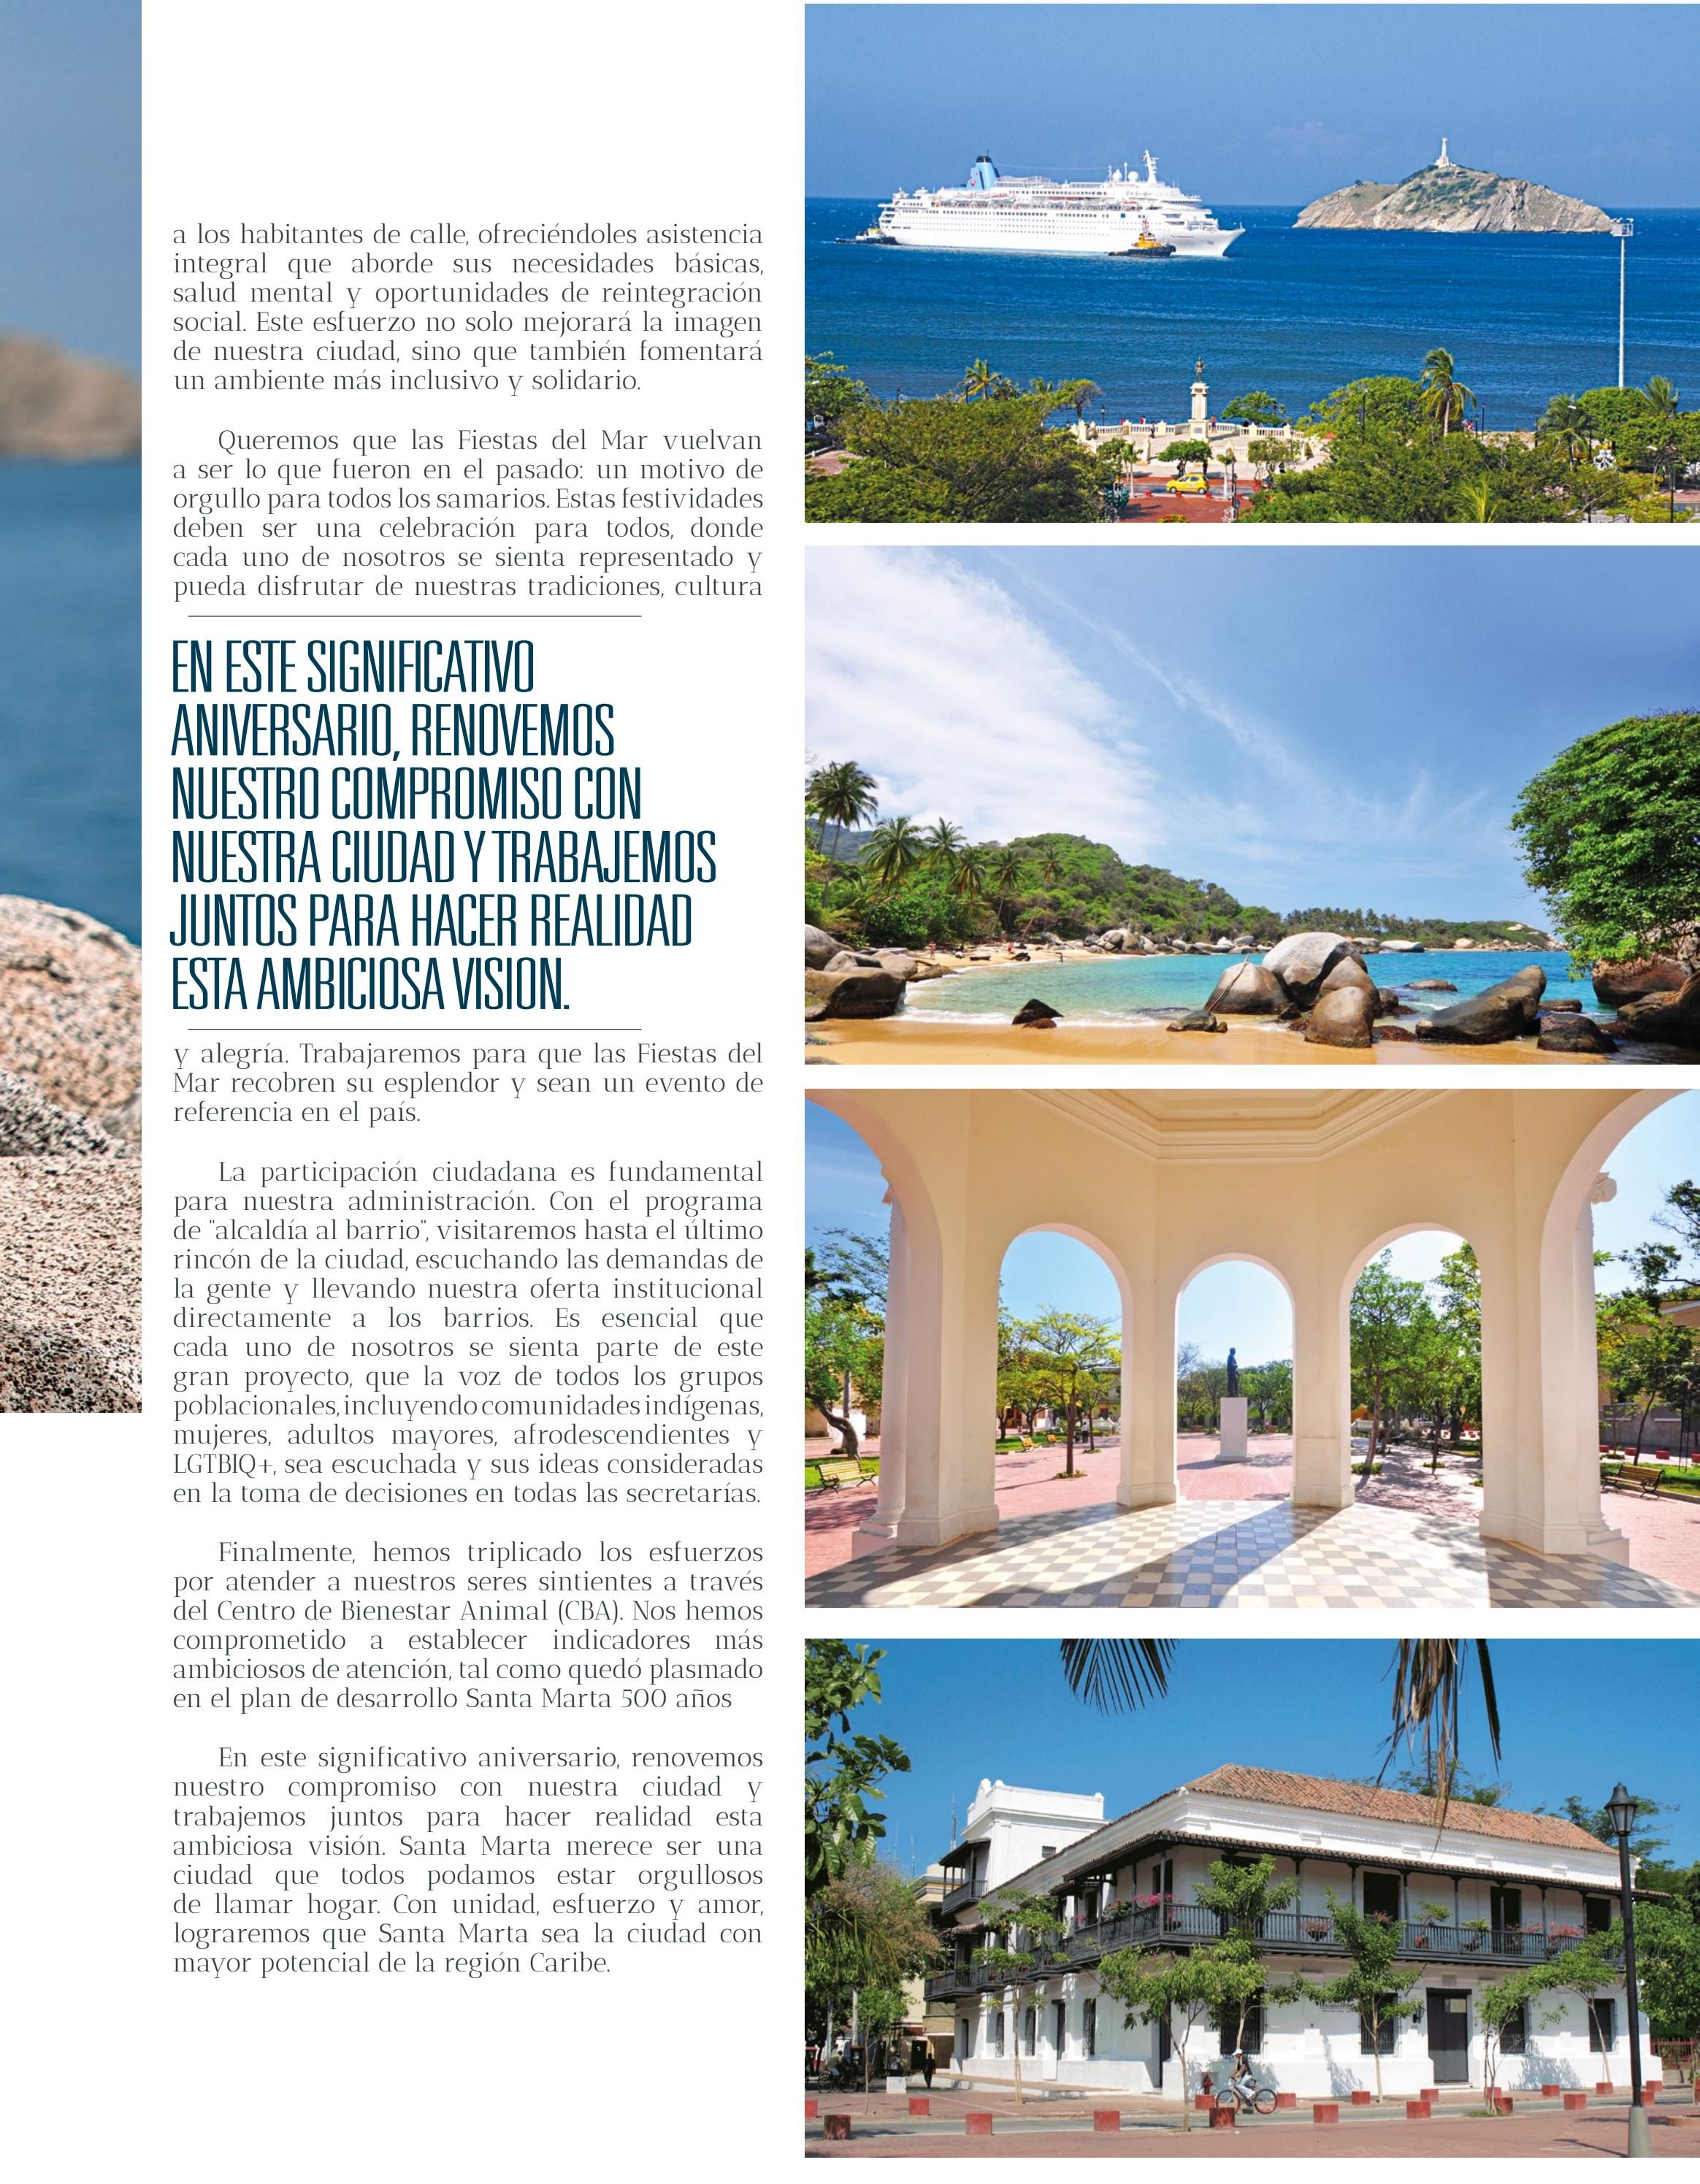 a los habitantes de calle, ofreciéndoles asistencia
integral que aborde sus necesidades básicas,
salud mental y oportunidades de reintegración
social. Este esfuerzo no solo mejorará la imagen
de nuestra ciudad, sino que también fomentará
un ambiente más inclusivo y solidario.
Queremos que las Fiestas del Mar vuelvan
a ser lo que fueron en el pasado: un motivo de
orgullo para todos los samarios. Estas festividades
deben ser una celebración para todos, donde
cada uno de nosotros se sienta representado y
pueda disfrutar de nuestras tradiciones, cultura
EN ESTE SIGNIFICATIVO
ANIVERSARIO, RENOVEMOS
NUESTRO COMPROMISO CON
NUESTRA CIUDAD Y TRABAJEMOS
JUNTOS PARA HACER REALIDAD
ESTA AMBICIOSA VISION.
y alegría. Trabajaremos para que las Fiestas del
Mar recobren su esplendor y sean un evento de
referencia en el país.
La participación ciudadana es fundamental
para nuestra administración. Con el programa
de "alcaldía al barrio", visitaremos hasta el último
rincón de la ciudad, escuchando las demandas de
la gente y llevando nuestra oferta institucional
directamente a los barrios. Es esencial que
cada uno de nosotros se sienta parte de este
gran proyecto, que la voz de todos los grupos
poblacionales, incluyendo comunidades indígenas,
mujeres, adultos mayores, afrodescendientes y
LGTBIQ+, sea escuchada y sus ideas consideradas
en la toma de decisiones en todas las secretarías.
Finalmente, hemos triplicado los esfuerzos
por atender a nuestros seres sintientes a través
del Centro de Bienestar Animal (CBA). Nos hemos
comprometido a establecer indicadores más
ambiciosos de atención, tal como quedó plasmado
en el plan de desarrollo Santa Marta 500 años
En este significativo aniversario, renovemos
nuestro compromiso con nuestra ciudad y
trabajemos juntos para hacer realidad esta
ambiciosa visión. Santa Marta merece ser una
ciudad que todos podamos estar orgullosos
de llamar hogar. Con unidad, esfuerzo y amor,
lograremos que Santa Marta sea la ciudad con
mayor potencial de la región Caribe.